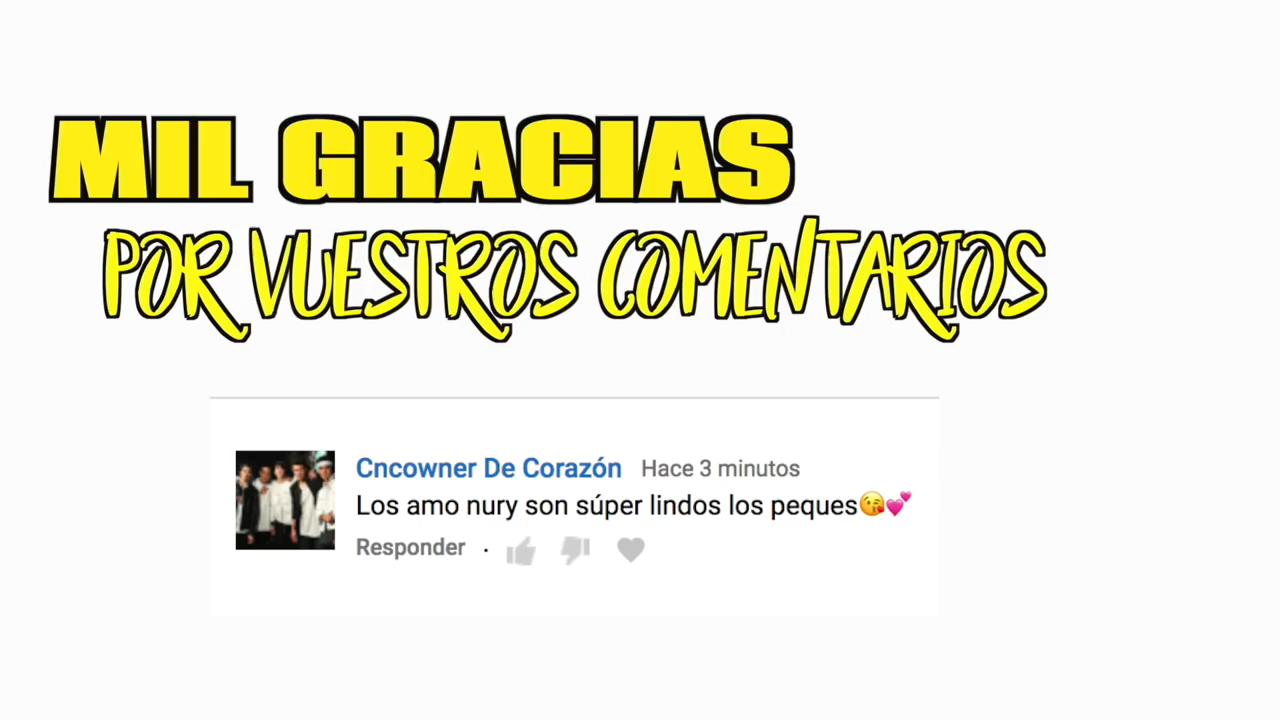 MIL GRACIAS
POR VUESTROS COMENTARIOS
Cncowner De Corazón Hace 3 minutos
Los amo nury son súper lindos los peques😘💕
Responder ·